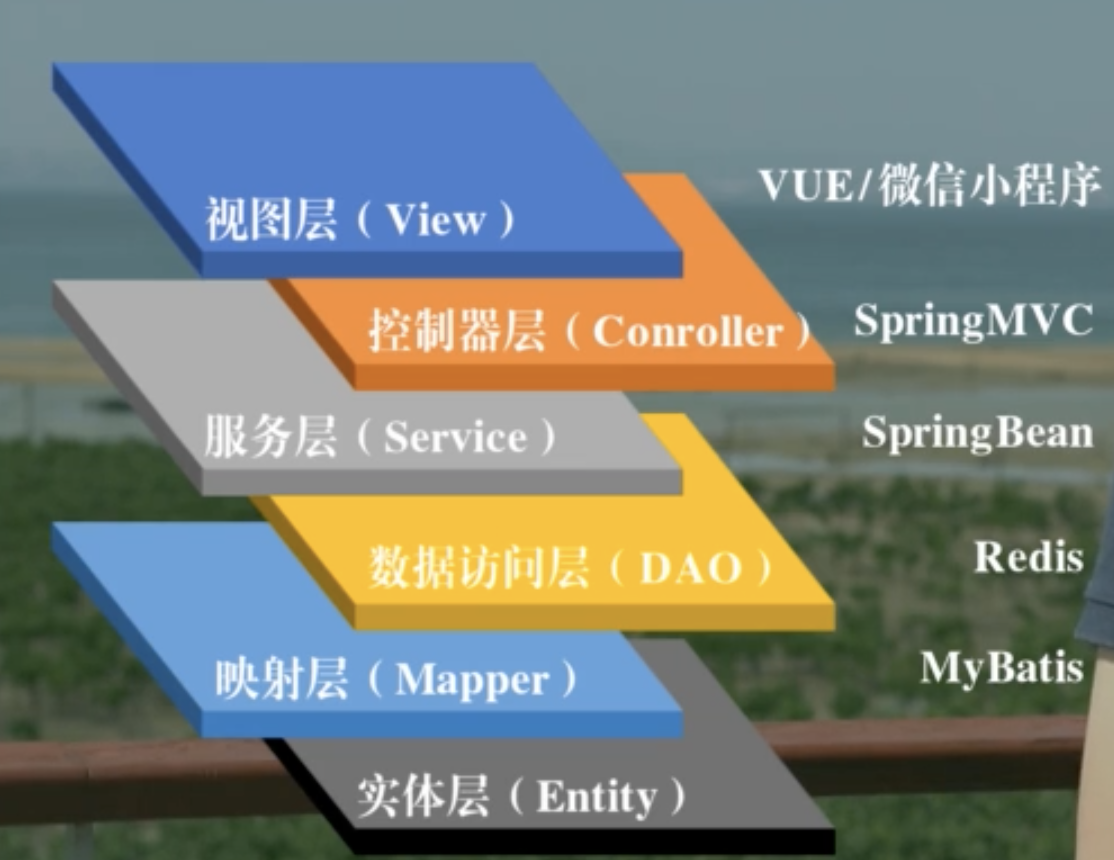 VUE/微信小程序
视图层（View）
SpringMVC
控制器层（Conroller）
SpringBean
服务层（Service）
Redis
数据访问层（DAO）
MyBatis
映射层（Mapper）
实体层（Entity）